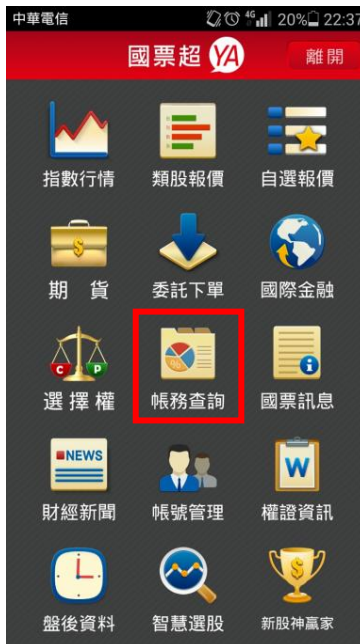 中華電信 4G 20% 22:37
國票超YA 離開
指數行情 類股報價 自選報價
$
期貨 委託下單 國際金融
C P % i
選擇權 帳務查詢 國票訊息
NEWS W
財經新聞 帳號管理 權證資訊
$
盤後資料 智慧選股 新股神贏家